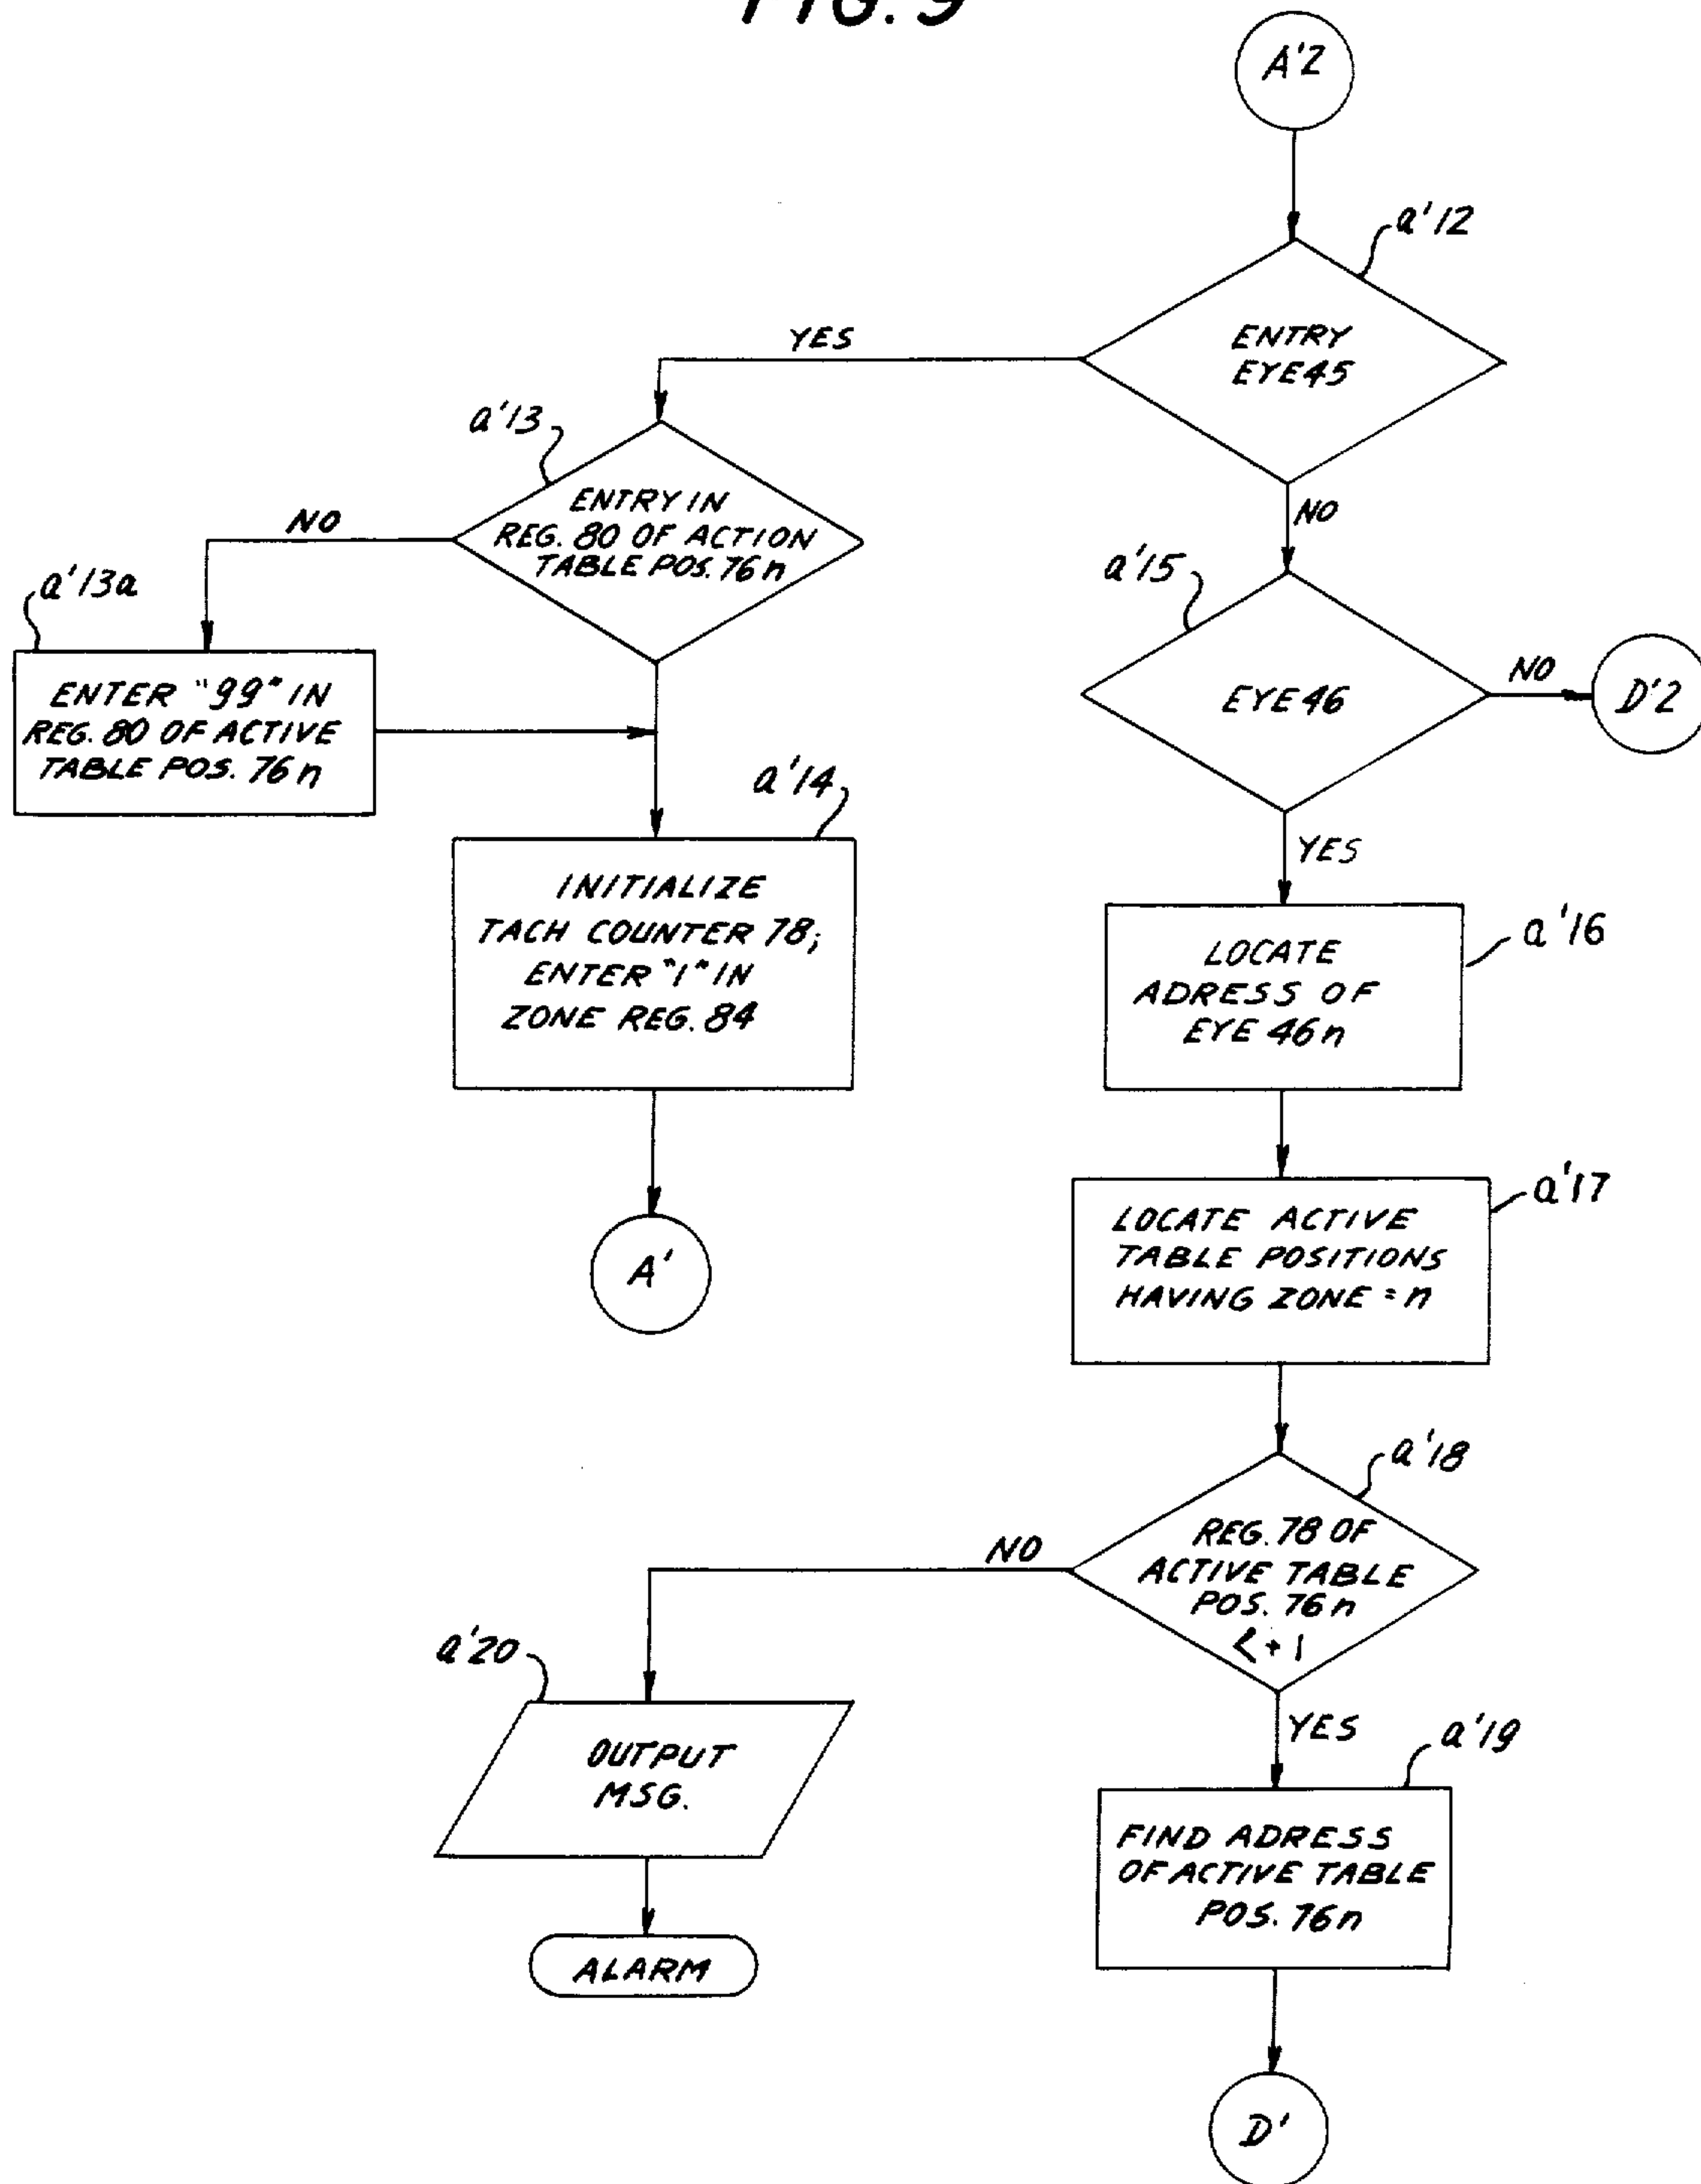 FIG. 9
A'2
a'12
ENTRY
EYE 45
YES
NO
a'13
ENTRY IN
REG. 80 OF ACTION
TABLE POS. 76n
NO
a'13a
ENTER "99" IN
REG. 80 OF ACTIVE
TABLE POS. 76n
a'15
EYE 46
NO
D'2
YES
a'14
INITIALIZE
TACH COUNTER 78;
ENTER "1" IN
ZONE REG. 84
A'
a'16
LOCATE
ADRESS OF
EYE 46n
a'17
LOCATE ACTIVE
TABLE POSITIONS
HAVING ZONE = n
a'18
REG. 78 OF
ACTIVE TABLE
POS. 76n
< + 1
NO
YES
a'20
OUTPUT
MSG.
ALARM
a'19
FIND ADRESS
OF ACTIVE TABLE
POS. 76n
D'